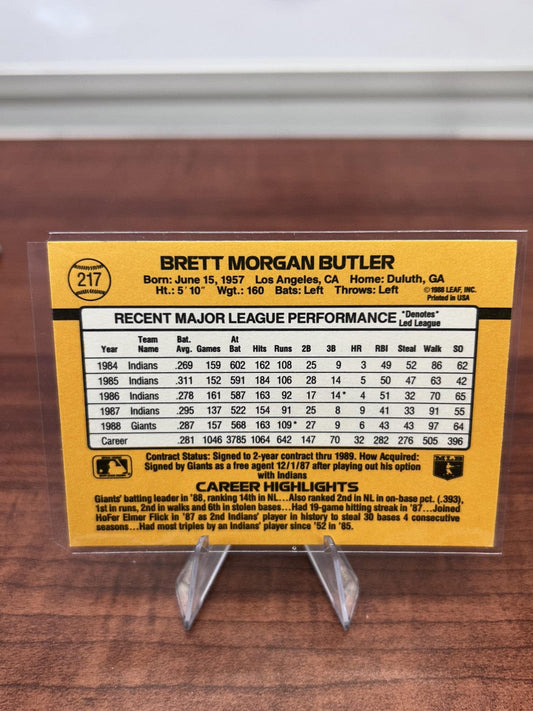 217
BRETT MORGAN BUTLER
Born: June 15, 1957 Los Angeles, CA Home: Duluth, GA
Ht.: 5' 10" Wgt.: 160 Bats: Left Throws: Left
©1988 LEAF, INC.
Printed in USA
RECENT MAJOR LEAGUE PERFORMANCE *Denotes* Led League
Year Team Name Bat. Avg. Games At Bat Hits Runs 2B 3B HR RBI Steal Walk SO
1984 Indians .269 159 602 162 108 25 9 3 49 52 86 62
1985 Indians .311 152 591 184 106 28 14 5 50 47 63 42
1986 Indians .278 161 587 163 92 17 14* 4 51 32 70 65
1987 Indians .295 137 522 154 91 25 8 9 41 33 91 55
1988 Giants .287 157 568 163 109* 27 9 6 43 43 97 64
Career .281 1046 3785 1064 642 147 70 32 282 276 505 396
Contract Status: Signed to 2-year contract thru 1989. How Acquired:
Signed by Giants as a free agent 12/1/87 after playing out his option
with Indians
MLB
CAREER HIGHLIGHTS
Giants' batting leader in '88, ranking 14th in NL...Also ranked 2nd in NL in on-base pct. (.393),
1st in runs, 2nd in walks and 6th in stolen bases...Had 19-game hitting streak in '87...Joined
HoFer Elmer Flick in '87 as 2nd Indians' player in history to steal 30 bases 4 consecutive
seasons...Had most triples by an Indians' player since '52 in '85.